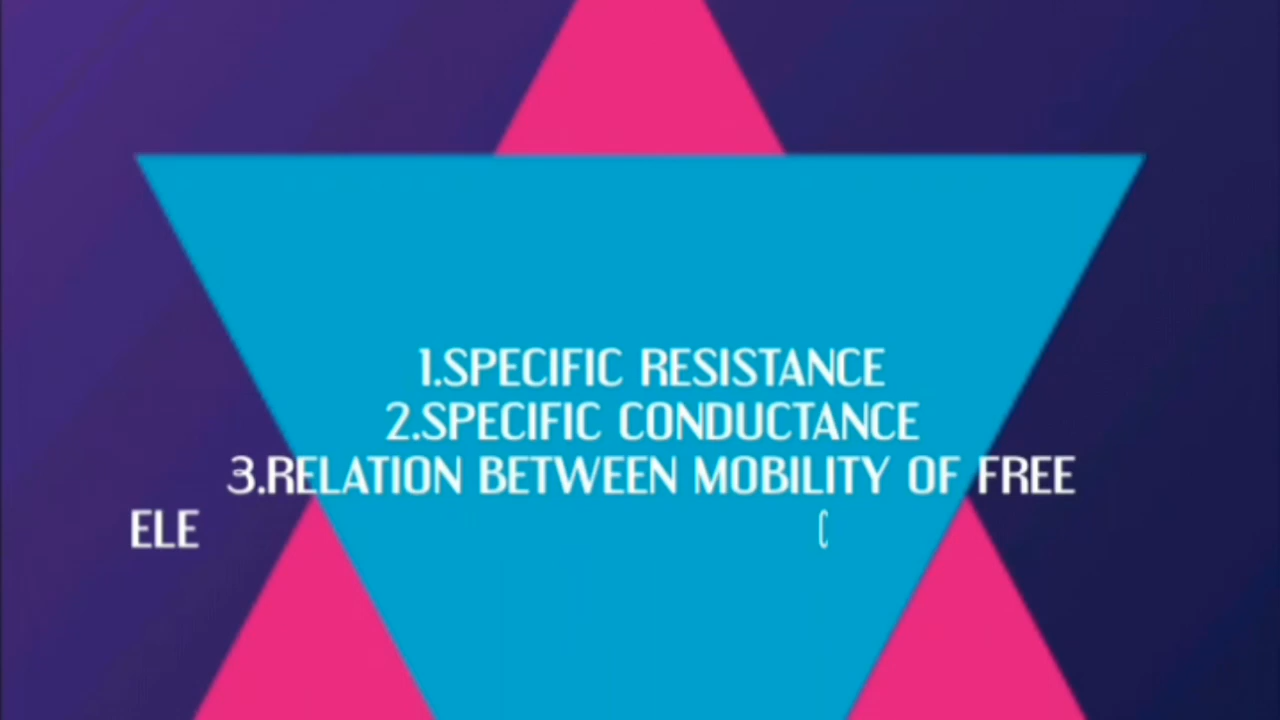 1.SPECIFIC RESISTANCE
2.SPECIFIC CONDUCTANCE
3.RELATION BETWEEN MOBILITY OF FREE
ELE C